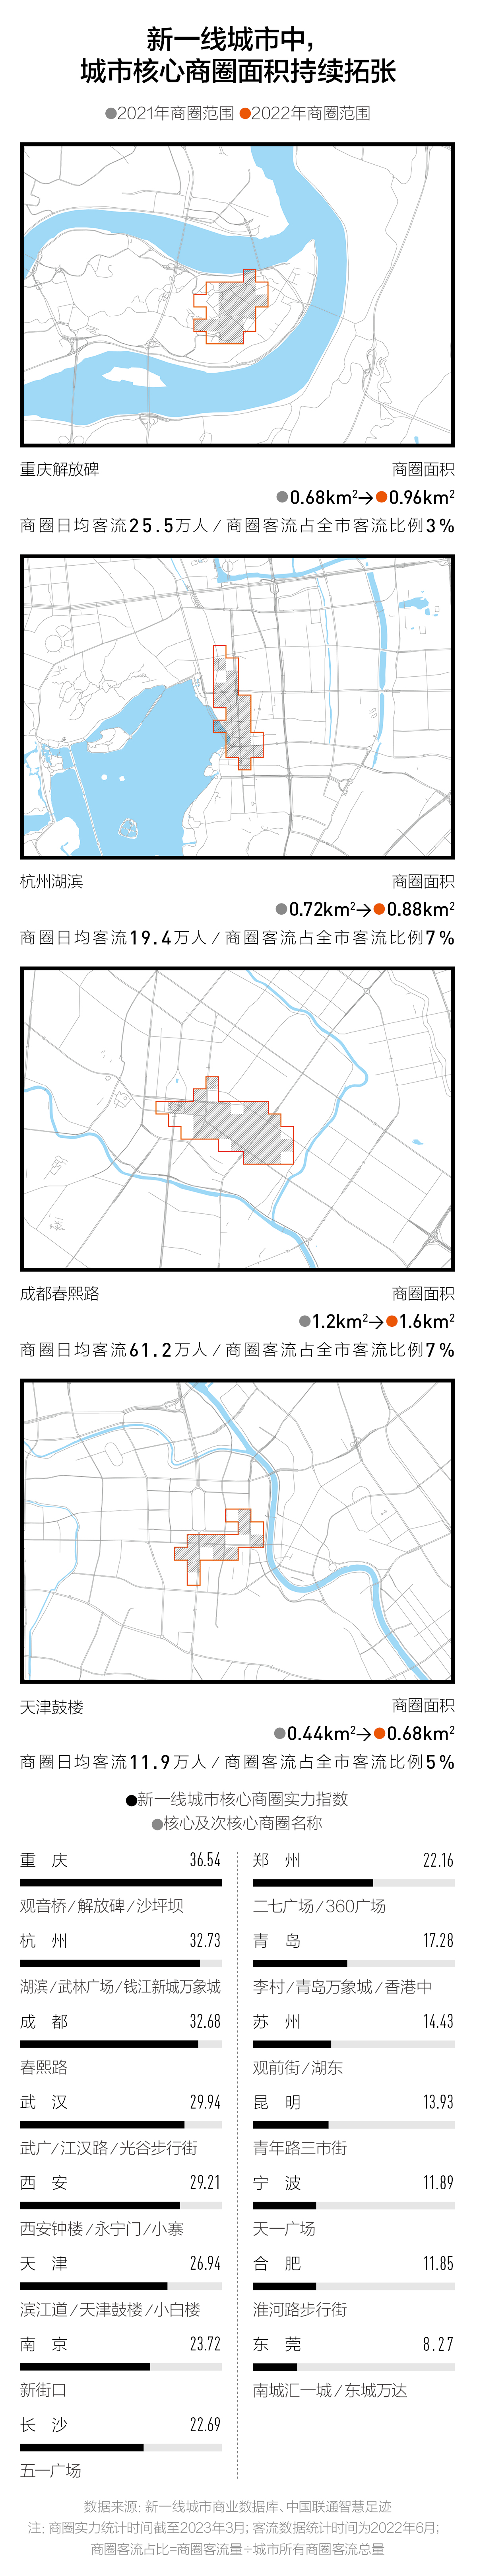 新一线城市中，
城市核心商圈面积持续拓张
●2021年商圈范围 ●2022年商圈范围
重庆解放碑 商圈面积
●0.68km²→●0.96km²
商圈日均客流25.5万人/商圈客流占全市客流比例3%
杭州湖滨 商圈面积
●0.72km²→●0.88km²
商圈日均客流19.4万人/商圈客流占全市客流比例7%
成都春熙路 商圈面积
●1.2km²→●1.6km²
商圈日均客流61.2万人/商圈客流占全市客流比例7%
天津鼓楼 商圈面积
●0.44km²→●0.68km²
商圈日均客流11.9万人/商圈客流占全市客流比例5%
●新一线城市核心商圈实力指数
●核心及次核心商圈名称
重庆 36.54
观音桥/解放碑/沙坪坝
杭州 32.73
湖滨/武林广场/钱江新城万象城
成都 32.68
春熙路
武汉 29.94
武广/江汉路/光谷步行街
西安 29.21
西安钟楼/永宁门/小寨
天津 26.94
滨江道/天津鼓楼/小白楼
南京 23.72
新街口
长沙 22.69
五一广场
郑州 22.16
二七广场/360广场
青岛 17.28
李村/青岛万象城/香港中
苏州 14.43
观前街/湖东
昆明 13.93
青年路三市街
宁波 11.89
天一广场
合肥 11.85
淮河路步行街
东莞 8.27
南城汇一城/东城万达
数据来源：新一线城市商业数据库、中国联通智慧足迹
注：商圈实力统计时间截至2023年3月；客流数据统计时间为2022年6月；
商圈客流占比=商圈客流量÷城市所有商圈客流总量